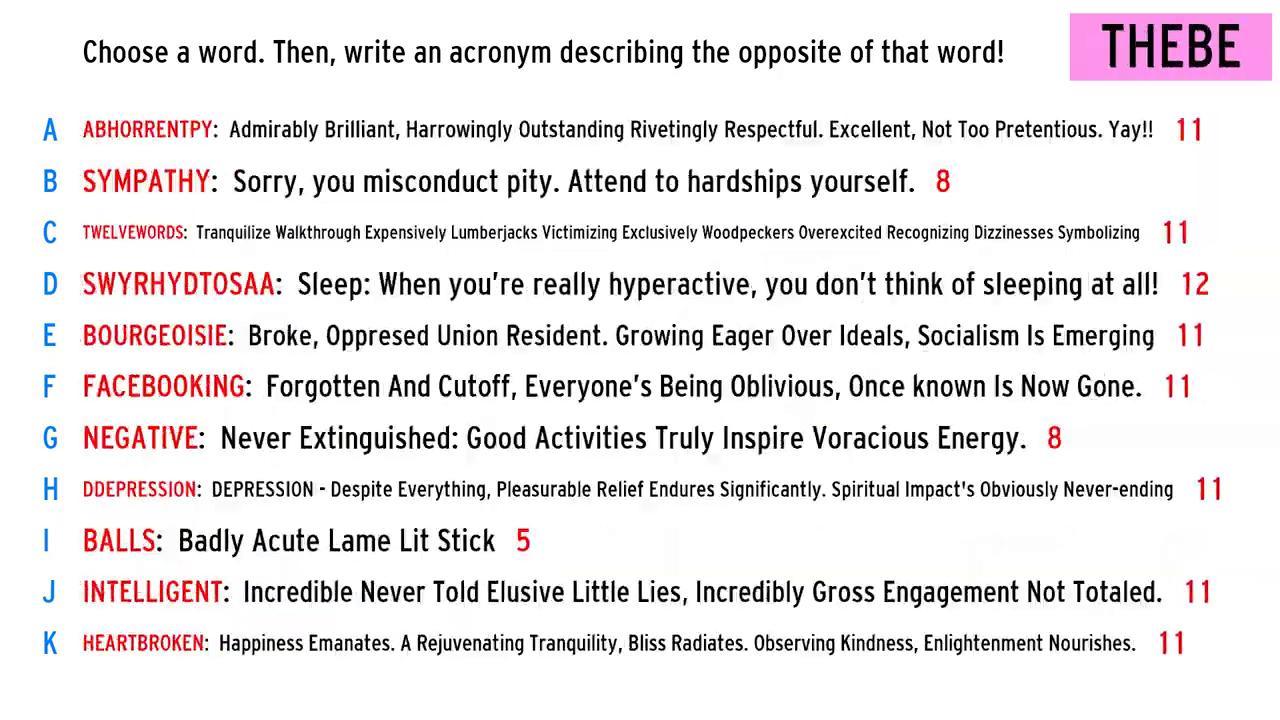 Choose a word. Then, write an acronym describing the opposite of that word!
THEBE
A ABHORRENTPY: Admirably Brilliant, Harrowingly Outstanding Rivetingly Respectful. Excellent, Not Too Pretentious. Yay!! 11
B SYMPATHY: Sorry, you misconduct pity. Attend to hardships yourself. 8
C TWELVEWORDS: Tranquilize Walkthrough Expensively Lumberjacks Victimizing Exclusively Woodpeckers Overexcited Recognizing Dizzinesses Symbolizing 11
D SWYRHYDTOSAA: Sleep: When you're really hyperactive, you don't think of sleeping at all! 12
E BOURGEOISIE: Broke, Oppresed Union Resident. Growing Eager Over Ideals, Socialism Is Emerging 11
F FACEBOOKING: Forgotten And Cutoff, Everyone's Being Oblivious, Once known Is Now Gone. 11
G NEGATIVE: Never Extinguished: Good Activities Truly Inspire Voracious Energy. 8
H DDEPRESSION: DEPRESSION - Despite Everything, Pleasurable Relief Endures Significantly. Spiritual Impact's Obviously Never-ending 11
I BALLS: Badly Acute Lame Lit Stick 5
J INTELLIGENT: Incredible Never Told Elusive Little Lies, Incredibly Gross Engagement Not Totaled. 11
K HEARTBROKEN: Happiness Emanates. A Rejuvenating Tranquility, Bliss Radiates. Observing Kindness, Enlightenment Nourishes. 11